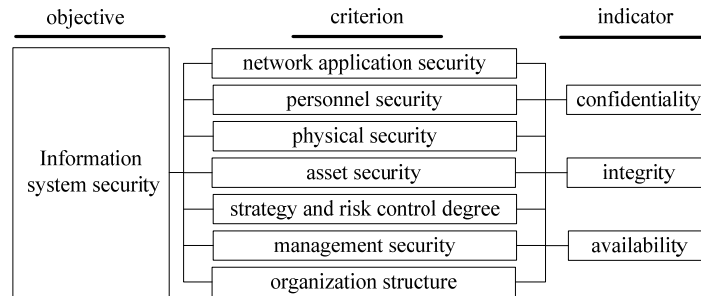 objective
criterion
indicator
network application security
personnel security
confidentiality
physical security
Information
system security
asset security
integrity
strategy and risk control degree
management security
availability
organization structure